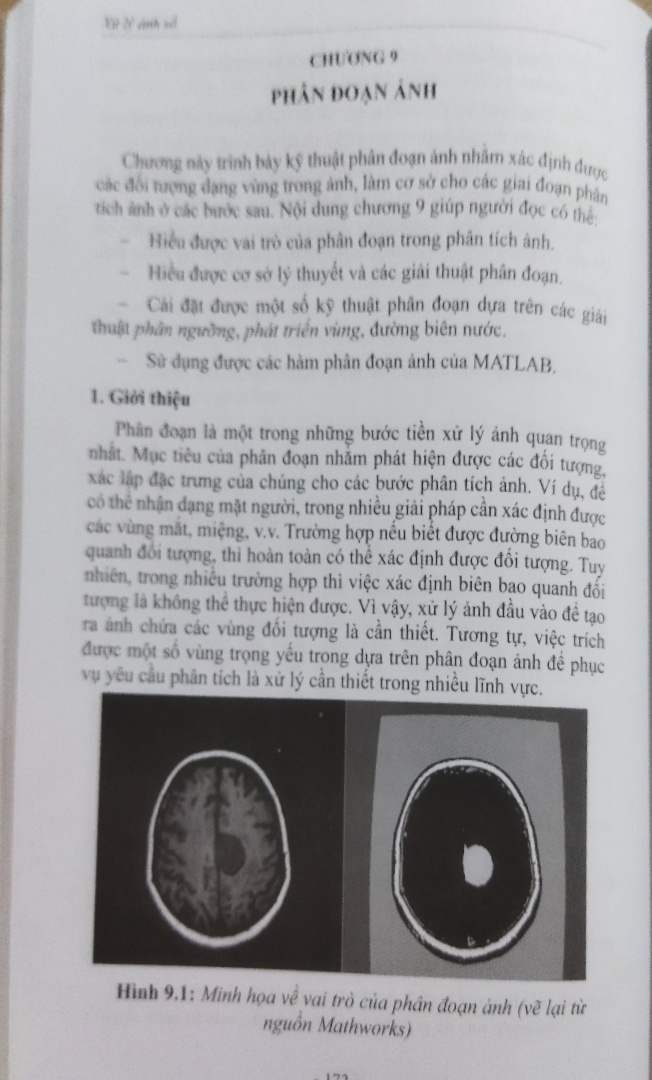 Xử lý ảnh số
CHƯƠNG 9
PHÂN ĐOẠN ẢNH
Chương này trình bày kỹ thuật phân đoạn ảnh nhằm xác định được
các đối tượng dạng vùng trong ảnh, làm cơ sở cho các giai đoạn phân
tích ảnh ở các bước sau. Nội dung chương 9 giúp người đọc có thể:
– Hiểu được vai trò của phân đoạn trong phân tích ảnh.
– Hiểu được cơ sở lý thuyết và các giải thuật phân đoạn.
– Cài đặt được một số kỹ thuật phân đoạn dựa trên các giải
thuật phân ngưỡng, phát triển vùng, đường biên nước.
– Sử dụng được các hàm phân đoạn ảnh của MATLAB.
1. Giới thiệu
Phân đoạn là một trong những bước tiền xử lý ảnh quan trọng
nhất. Mục tiêu của phân đoạn nhằm phát hiện được các đối tượng,
xác lập đặc trưng của chúng cho các bước phân tích ảnh. Ví dụ, để
có thể nhận dạng mặt người, trong nhiều giải pháp cần xác định được
các vùng mắt, miệng, v.v. Trường hợp nếu biết được đường biên bao
quanh đối tượng, thì hoàn toàn có thể xác định được đối tượng. Tuy
nhiên, trong nhiều trường hợp thì việc xác định biên bao quanh đối
tượng là không thể thực hiện được. Vì vậy, xử lý ảnh đầu vào để tạo
ra ảnh chứa các vùng đối tượng là cần thiết. Tương tự, việc trích
được một số vùng trọng yếu trong dựa trên phân đoạn ảnh để phục
vụ yêu cầu phân tích là xử lý cần thiết trong nhiều lĩnh vực.
Hình 9.1: Minh họa về vai trò của phân đoạn ảnh (vẽ lại từ
nguồn Mathworks)